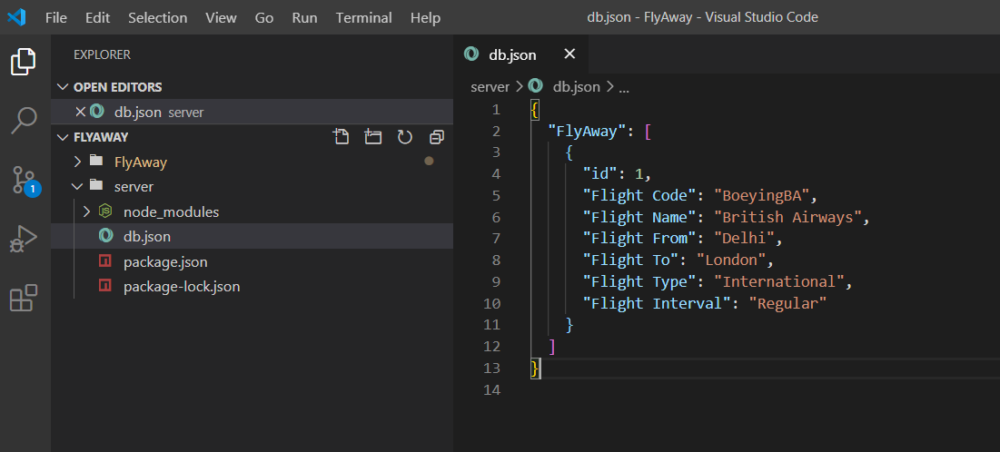 File Edit Selection View Go Run Terminal Help db.json - FlyAway - Visual Studio Code
EXPLORER
OPEN EDITORS
db.json server
FLYAWAY
FlyAway
server
node_modules
db.json
package.json
package-lock.json
1
db.json
server > db.json > ...
1 {
2 "FlyAway": [
3 {
4 "id": 1,
5 "Flight Code": "BoeyingBA",
6 "Flight Name": "British Airways",
7 "Flight From": "Delhi",
8 "Flight To": "London",
9 "Flight Type": "International",
10 "Flight Interval": "Regular"
11 }
12 ]
13 }
14